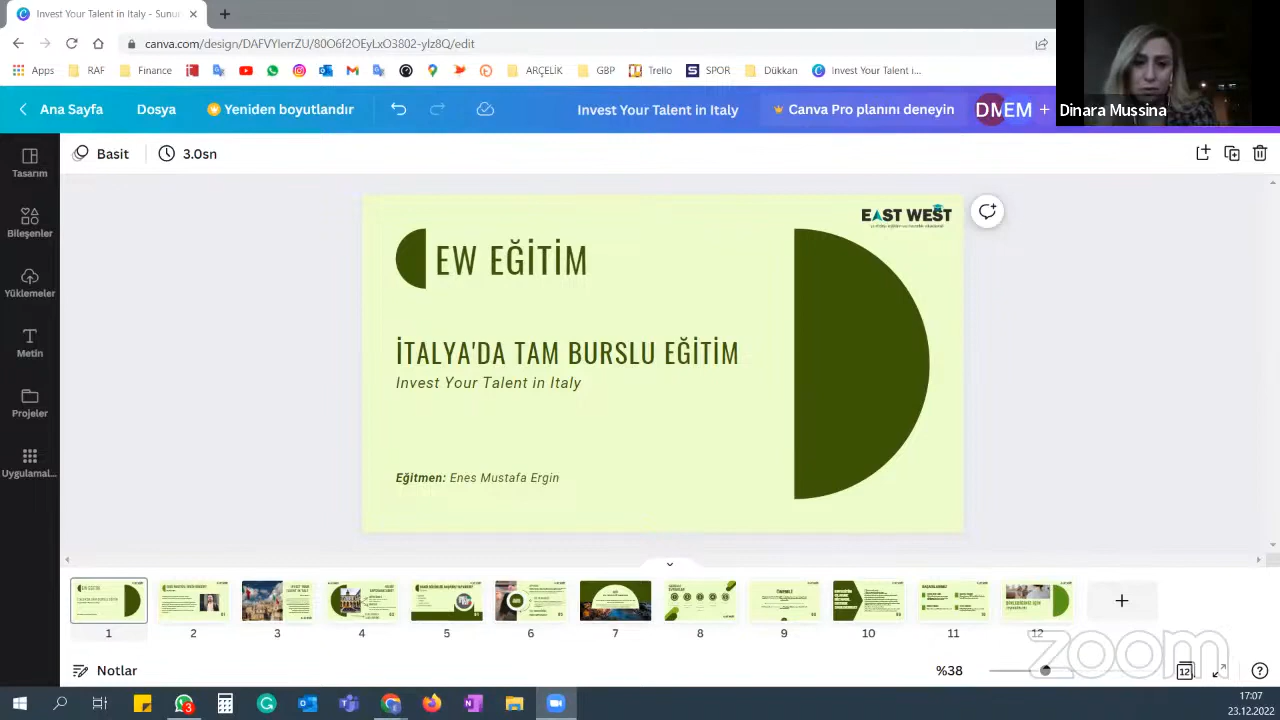 Invest Your Talent in Italy - Sunu
canva.com/design/DAFVYlerrZU/80O6f2OEyLxO3802-ylz8Q/edit
Apps RAF Finance ARÇELİK GBP Trello SPOR Dükkan Invest Your Talent i...
Ana Sayfa Dosya Yeniden boyutlandır Invest Your Talent in Italy Canva Pro planını deneyin DM EM +
Dinara Mussina
Basit 3.0sn
Tasarım
Bileşenler
Yüklemeler
Metin
Projeler
Uygulamal...
EAST WEST
EW EĞİTİM
İTALYA'DA TAM BURSLU EĞİTİM
Invest Your Talent in Italy
Eğitmen: Enes Mustafa Ergin
1 2 3 4 5 6 7 8 9 10 11 12
Notlar %38 12
zoom
3
17:07
23.12.2022